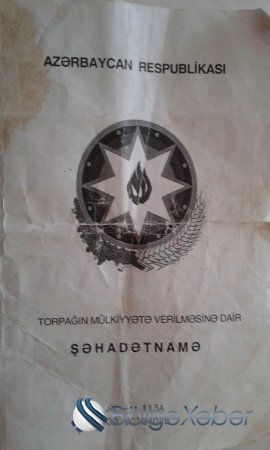 AZƏRBAYCAN RESPUBLİKASI
TORPAĞIN MÜLKİYYƏTƏ VERİLMƏSİNƏ DAİR
ŞƏHADƏTNAMƏ
BölgəXəbər